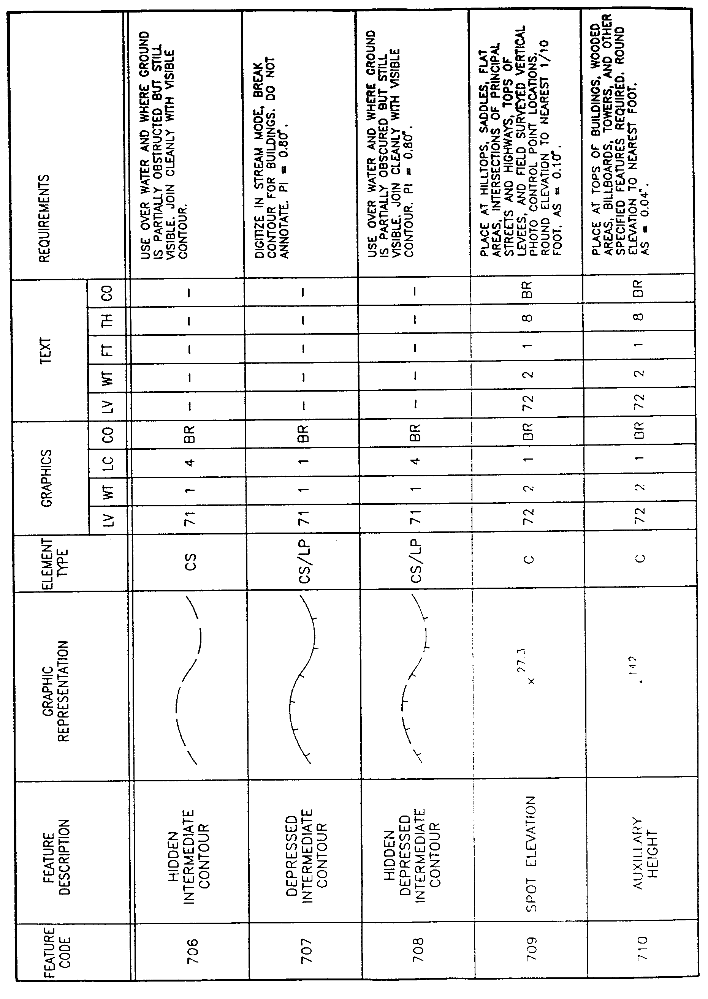 FEATURE
CODE
FEATURE
DESCRIPTION
GRAPHIC
REPRESENTATION
ELEMENT
TYPE
GRAPHICS
LV WT LC CO
TEXT
LV WT FT TH CO
REQUIREMENTS
706
HIDDEN
INTERMEDIATE
CONTOUR
CS
71 1 4 BR
– – – – –
USE OVER WATER AND WHERE GROUND
IS PARTIALLY OBSTRUCTED BUT STILL
VISIBLE. JOIN CLEANLY WITH VISIBLE
CONTOUR.
707
DEPRESSED
INTERMEDIATE
CONTOUR
CS/LP
71 1 1 BR
– – – – –
DIGITIZE IN STREAM MODE, BREAK
CONTOUR FOR BUILDINGS. DO NOT
ANNOTATE. PI = 0.80".
708
HIDDEN
DEPRESSED
INTERMEDIATE
CONTOUR
CS/LP
71 1 4 BR
– – – – –
USE OVER WATER AND WHERE GROUND
IS PARTIALLY OBSCURED BUT STILL
VISIBLE. JOIN CLEANLY WITH VISIBLE
CONTOUR. PI = 0.80".
709
SPOT ELEVATION
x 27.3
C
72 2 1 BR
72 2 1 8 BR
PLACE AT HILLTOPS, SADDLES, FLAT
AREAS, INTERSECTIONS OF PRINCIPAL
STREETS AND HIGHWAYS, TOPS OF
LEVEES, AND FIELD SURVEYED VERTICAL
PHOTO CONTROL POINT LOCATIONS.
ROUND ELEVATION TO NEAREST 1/10
FOOT. AS = 0.10".
710
AUXILLARY
HEIGHT
. 142
C
72 2 1 BR
72 2 1 8 BR
PLACE AT TOPS OF BUILDINGS, WOODED
AREAS, BILLBOARDS, TOWERS, AND OTHER
SPECIFIED FEATURES REQUIRED. ROUND
ELEVATION TO NEAREST FOOT.
AS = 0.04".